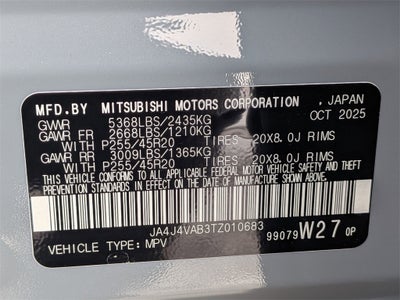 MFD.BY MITSUBISHI MOTORS CORPORATION , JAPAN
GVWR 5368LBS/2435KG OCT 2025
GAWR FR 2668LBS/1210KG
WITH P255/45R20 TIRES 20X8.0J RIMS
GAWR RR 3009LBS/1365KG
WITH P255/45R20 TIRES 20X8.0J RIMS
THIS VEHICLE CONFORMS TO ALL APPLICABLE FEDERAL MOTOR VEHICLE SAFETY AND
THEFT PREVENTION STANDARDS IN EFFECT ON THE DATE OF MANUFACTURE SHOWN ABOVE.
JA4J4VAB3TZ010683
VEHICLE TYPE: MPV 99079 W27 0P